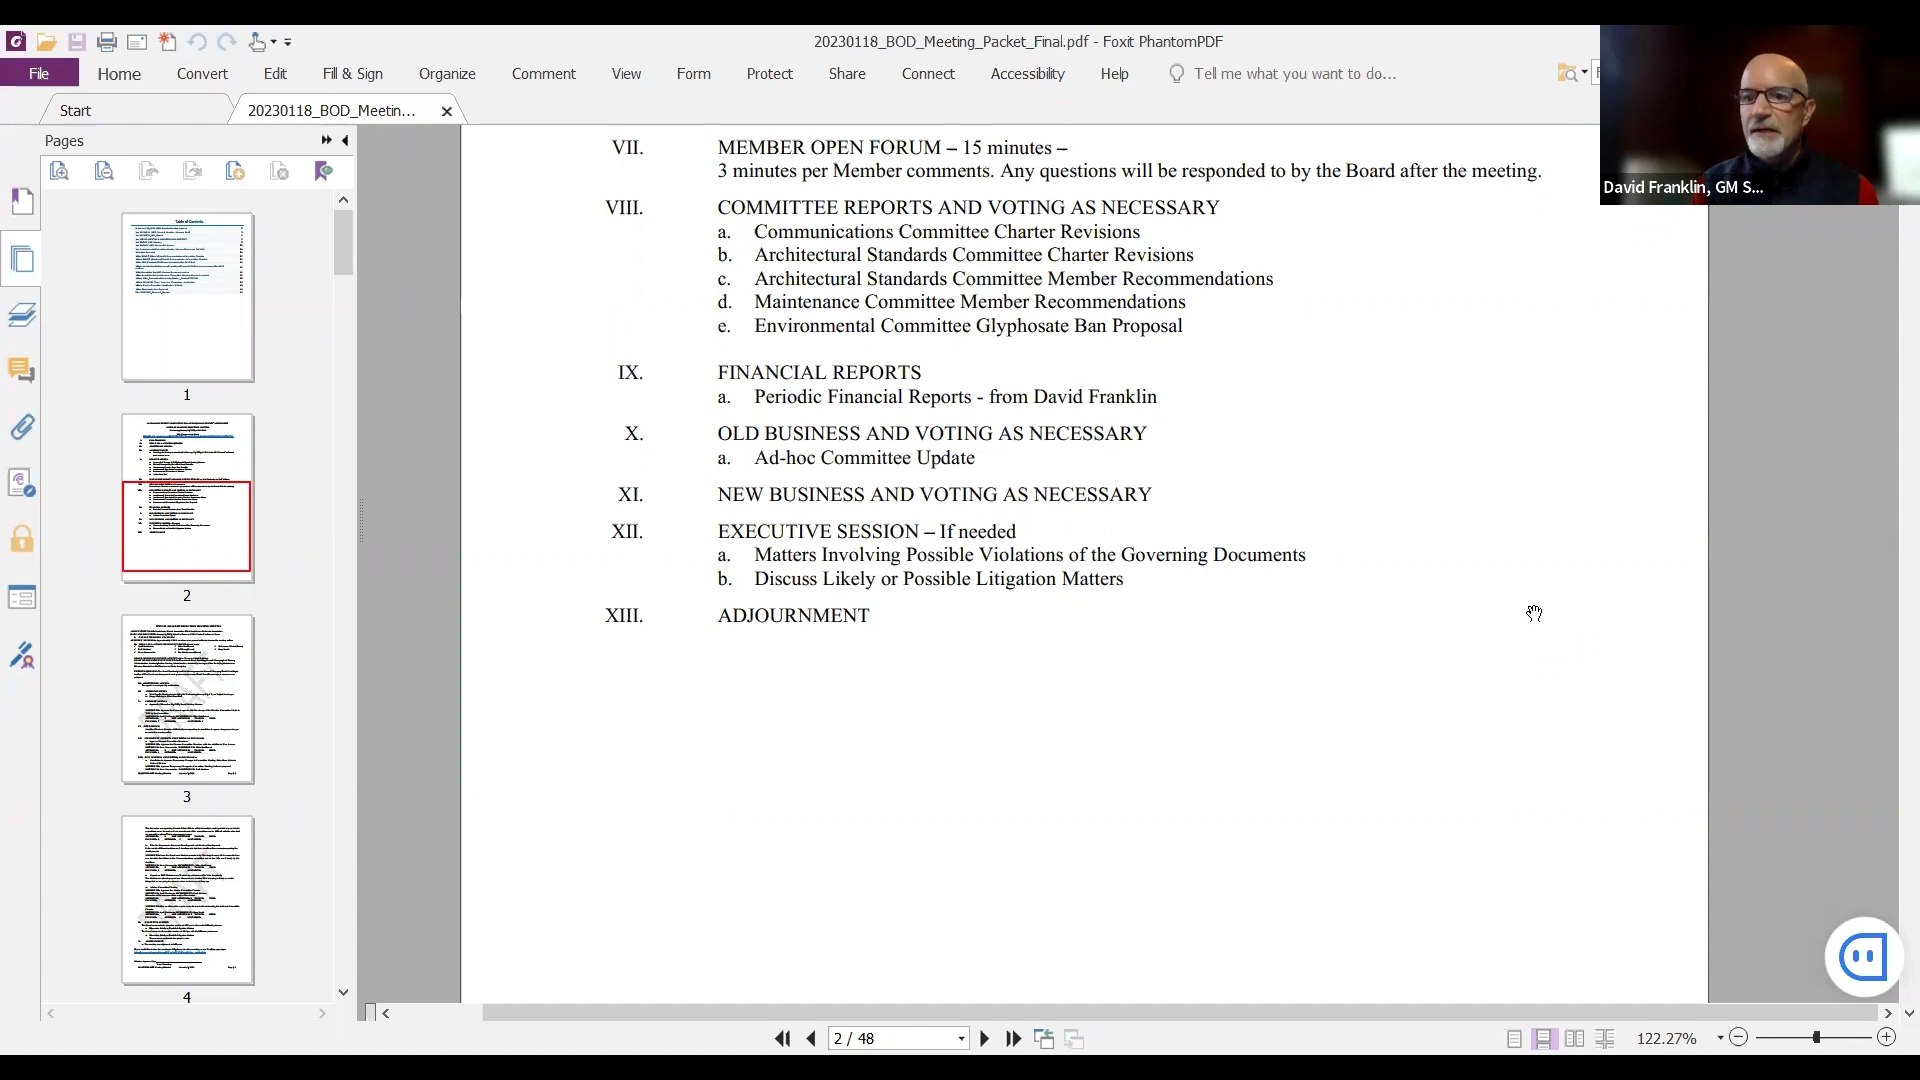 20230118_BOD_Meeting_Packet_Final.pdf - Foxit PhantomPDF
File Home Convert Edit Fill & Sign Organize Comment View Form Protect Share Connect Accessibility Help Tell me what you want to do...
Start 20230118_BOD_Meetin...
Pages
David Franklin, GM S...
VII. MEMBER OPEN FORUM – 15 minutes –
3 minutes per Member comments. Any questions will be responded to by the Board after the meeting.
VIII. COMMITTEE REPORTS AND VOTING AS NECESSARY
a. Communications Committee Charter Revisions
b. Architectural Standards Committee Charter Revisions
c. Architectural Standards Committee Member Recommendations
d. Maintenance Committee Member Recommendations
e. Environmental Committee Glyphosate Ban Proposal
IX. FINANCIAL REPORTS
a. Periodic Financial Reports - from David Franklin
X. OLD BUSINESS AND VOTING AS NECESSARY
a. Ad-hoc Committee Update
XI. NEW BUSINESS AND VOTING AS NECESSARY
XII. EXECUTIVE SESSION – If needed
a. Matters Involving Possible Violations of the Governing Documents
b. Discuss Likely or Possible Litigation Matters
XIII. ADJOURNMENT
Table of Contents
1
2
DRAFT
3
4
2 / 48
122.27%